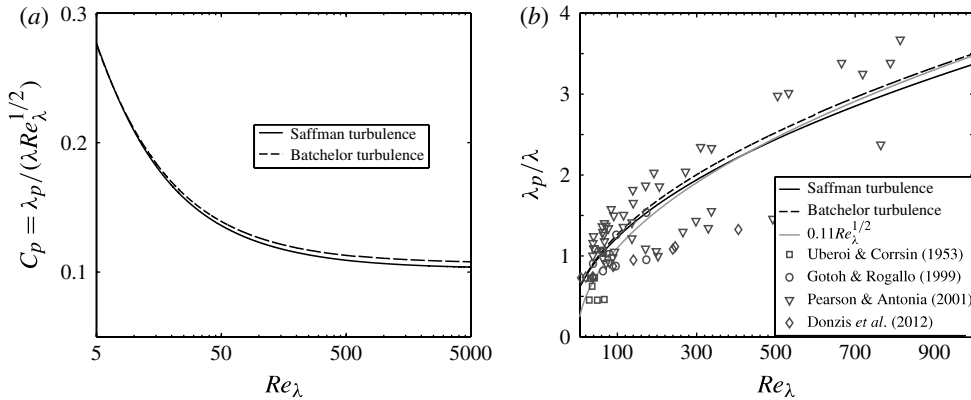 (a)
0.3
0.2
0.1
C_p = λ_p/(λRe_λ^{1/2})
Saffman turbulence
Batchelor turbulence
5
50
500
5000
Re_λ
(b)
4
3
2
1
0
λ_p/λ
Saffman turbulence
Batchelor turbulence
0.11Re_λ^{1/2}
Uberoi & Corrsin (1953)
Gotoh & Rogallo (1999)
Pearson & Antonia (2001)
Donzis et al. (2012)
100
300
500
700
900
Re_λ